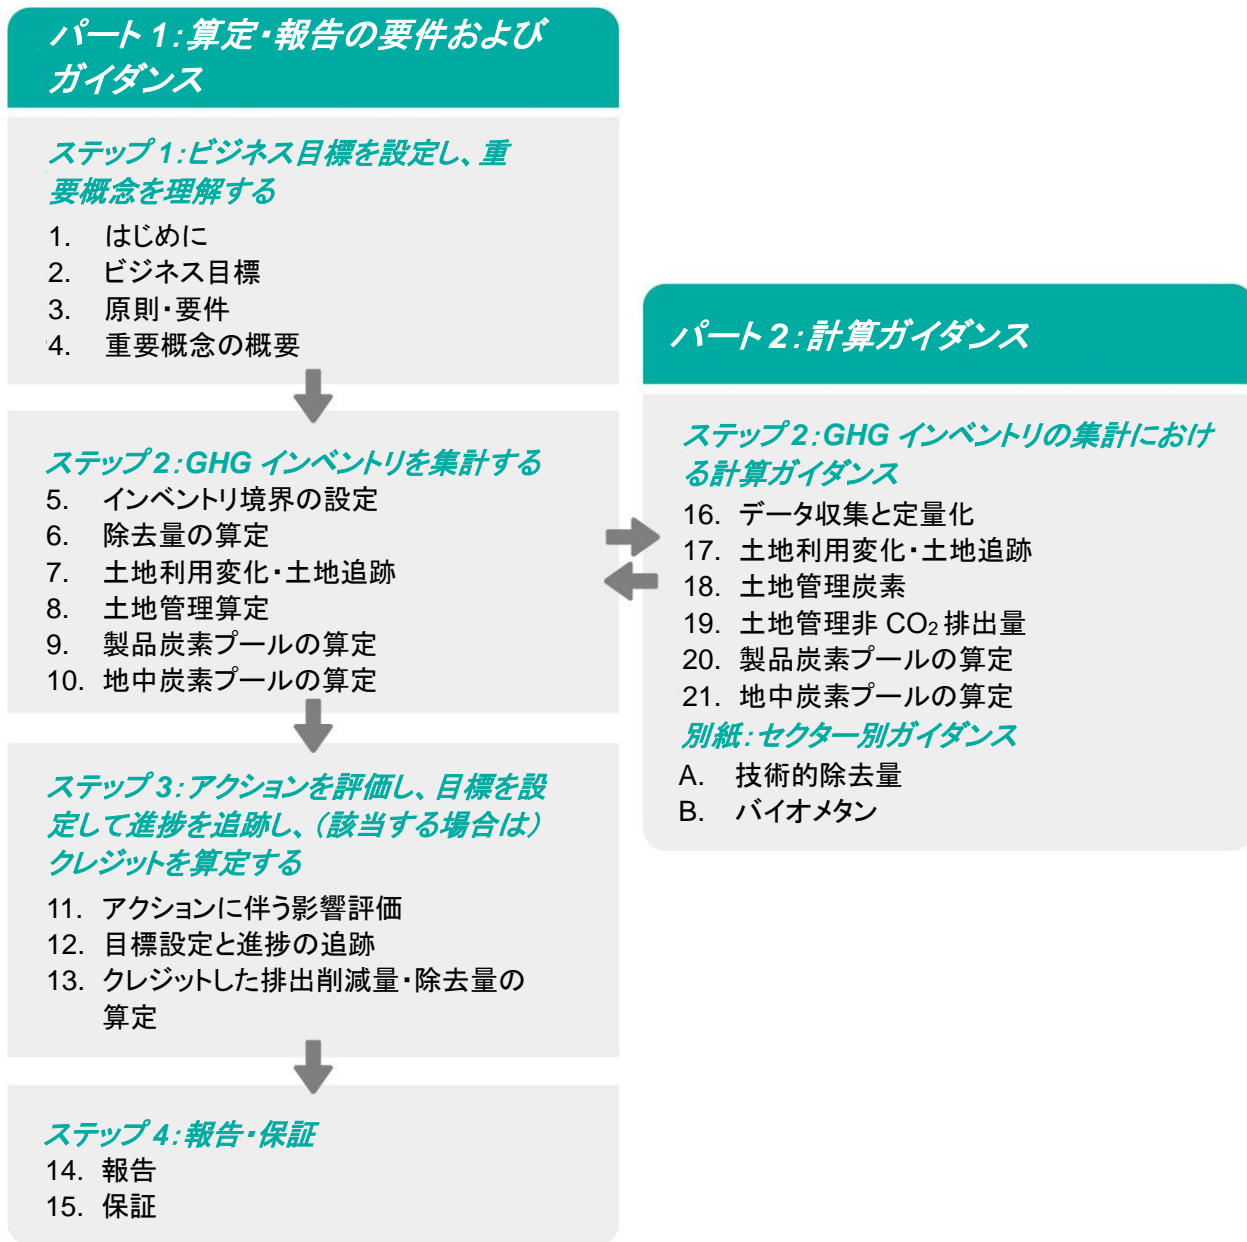 パート 1：算定・報告の要件および
ガイダンス
ステップ 1：ビジネス目標を設定し、重
要概念を理解する
1. はじめに
2. ビジネス目標
3. 原則・要件
4. 重要概念の概要
ステップ 2：GHG インベントリを集計する
5. インベントリ境界の設定
6. 除去量の算定
7. 土地利用変化・土地追跡
8. 土地管理算定
9. 製品炭素プールの算定
10. 地中炭素プールの算定
ステップ 3：アクションを評価し、目標を設
定して進捗を追跡し、（該当する場合は）
クレジットを算定する
11. アクションに伴う影響評価
12. 目標設定と進捗の追跡
13. クレジットした排出削減量・除去量の
算定
ステップ 4：報告・保証
14. 報告
15. 保証
パート 2：計算ガイダンス
ステップ 2：GHG インベントリの集計におけ
る計算ガイダンス
16. データ収集と定量化
17. 土地利用変化・土地追跡
18. 土地管理炭素
19. 土地管理非 CO₂ 排出量
20. 製品炭素プールの算定
21. 地中炭素プールの算定
別紙：セクター別ガイダンス
A. 技術的除去量
B. バイオメタン